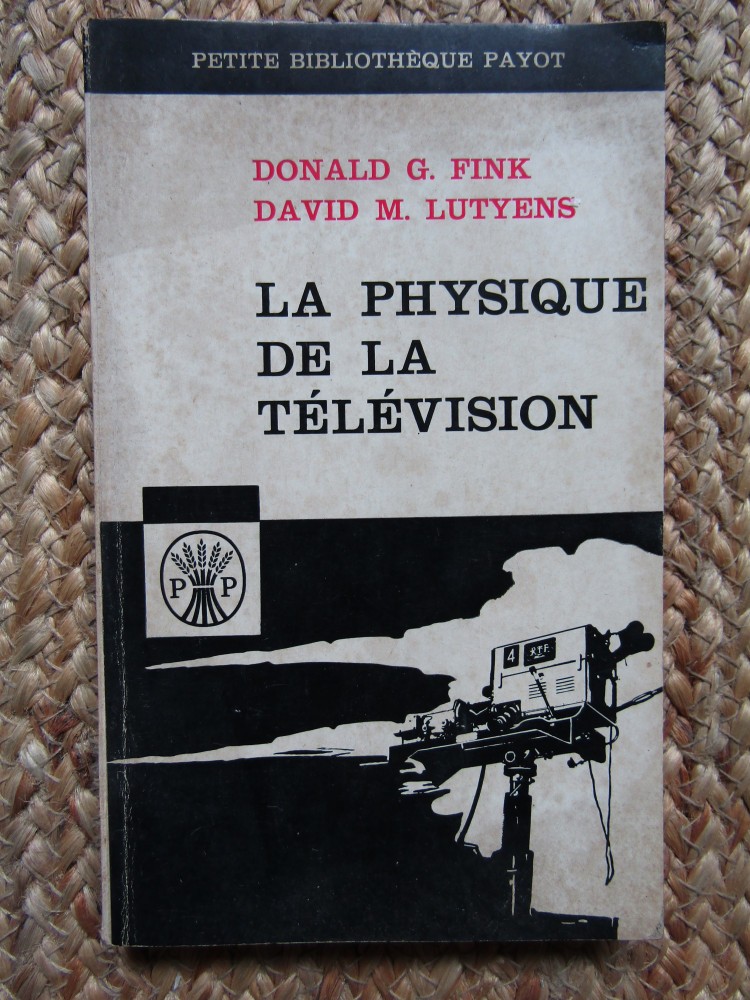 PETITE BIBLIOTHÈQUE PAYOT
DONALD G. FINK
DAVID M. LUTYENS
LA PHYSIQUE
DE LA
TÉLÉVISION
P P
4 R.T.F.